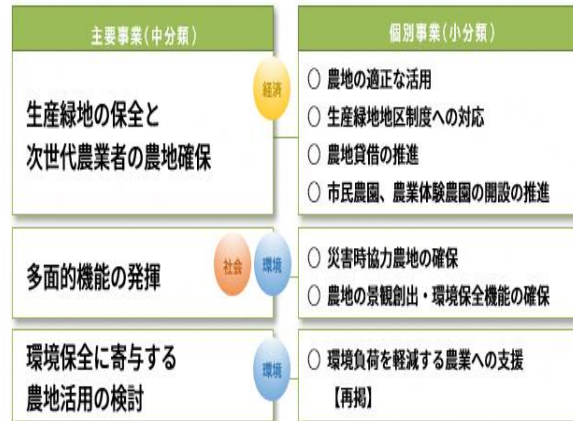 主要事業(中分類)
個別事業(小分類)
生産緑地の保全と
次世代農業者の農地確保
経済
○ 農地の適正な活用
○ 生産緑地地区制度への対応
○ 農地貸借の推進
○ 市民農園、農業体験農園の開設の推進
多面的機能の発揮
社会
環境
○ 災害時協力農地の確保
○ 農地の景観創出・環境保全機能の確保
環境保全に寄与する
農地活用の検討
環境
○ 環境負荷を軽減する農業への支援
【再掲】